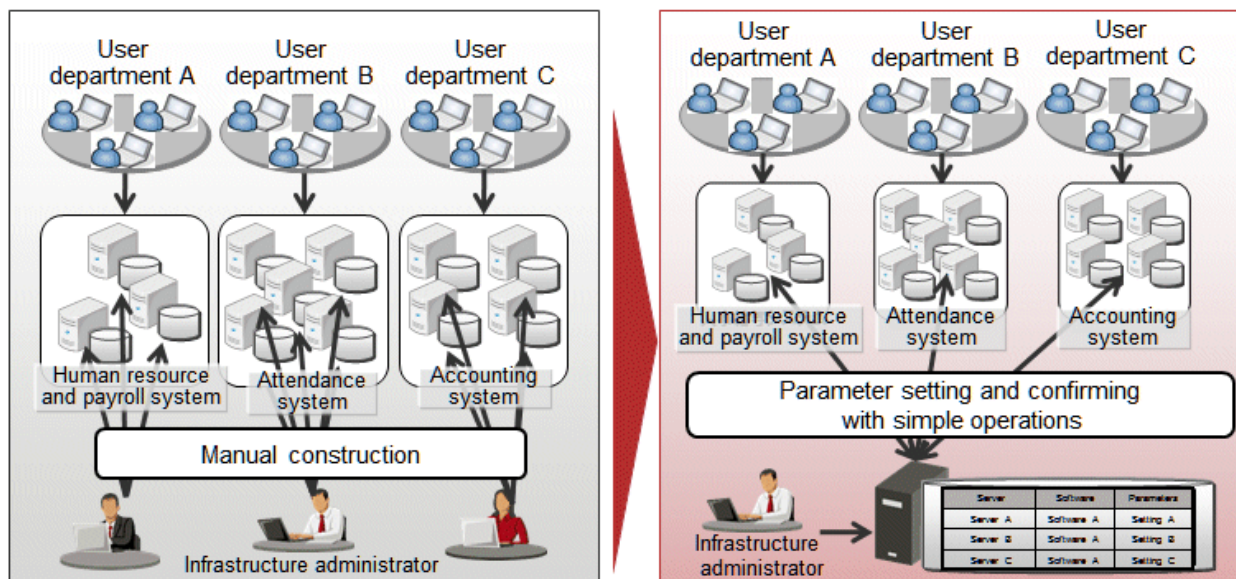 User
department A
User
department B
User
department C
Human resource
and payroll system
Attendance
system
Accounting
system
Manual construction
Infrastructure administrator
User
department A
User
department B
User
department C
Human resource
and payroll system
Attendance
system
Accounting
system
Parameter setting and confirming
with simple operations
Infrastructure
administrator
Server Software Parameters
Server A Software A Setting A
Server B Software A Setting B
Server C Software A Setting C